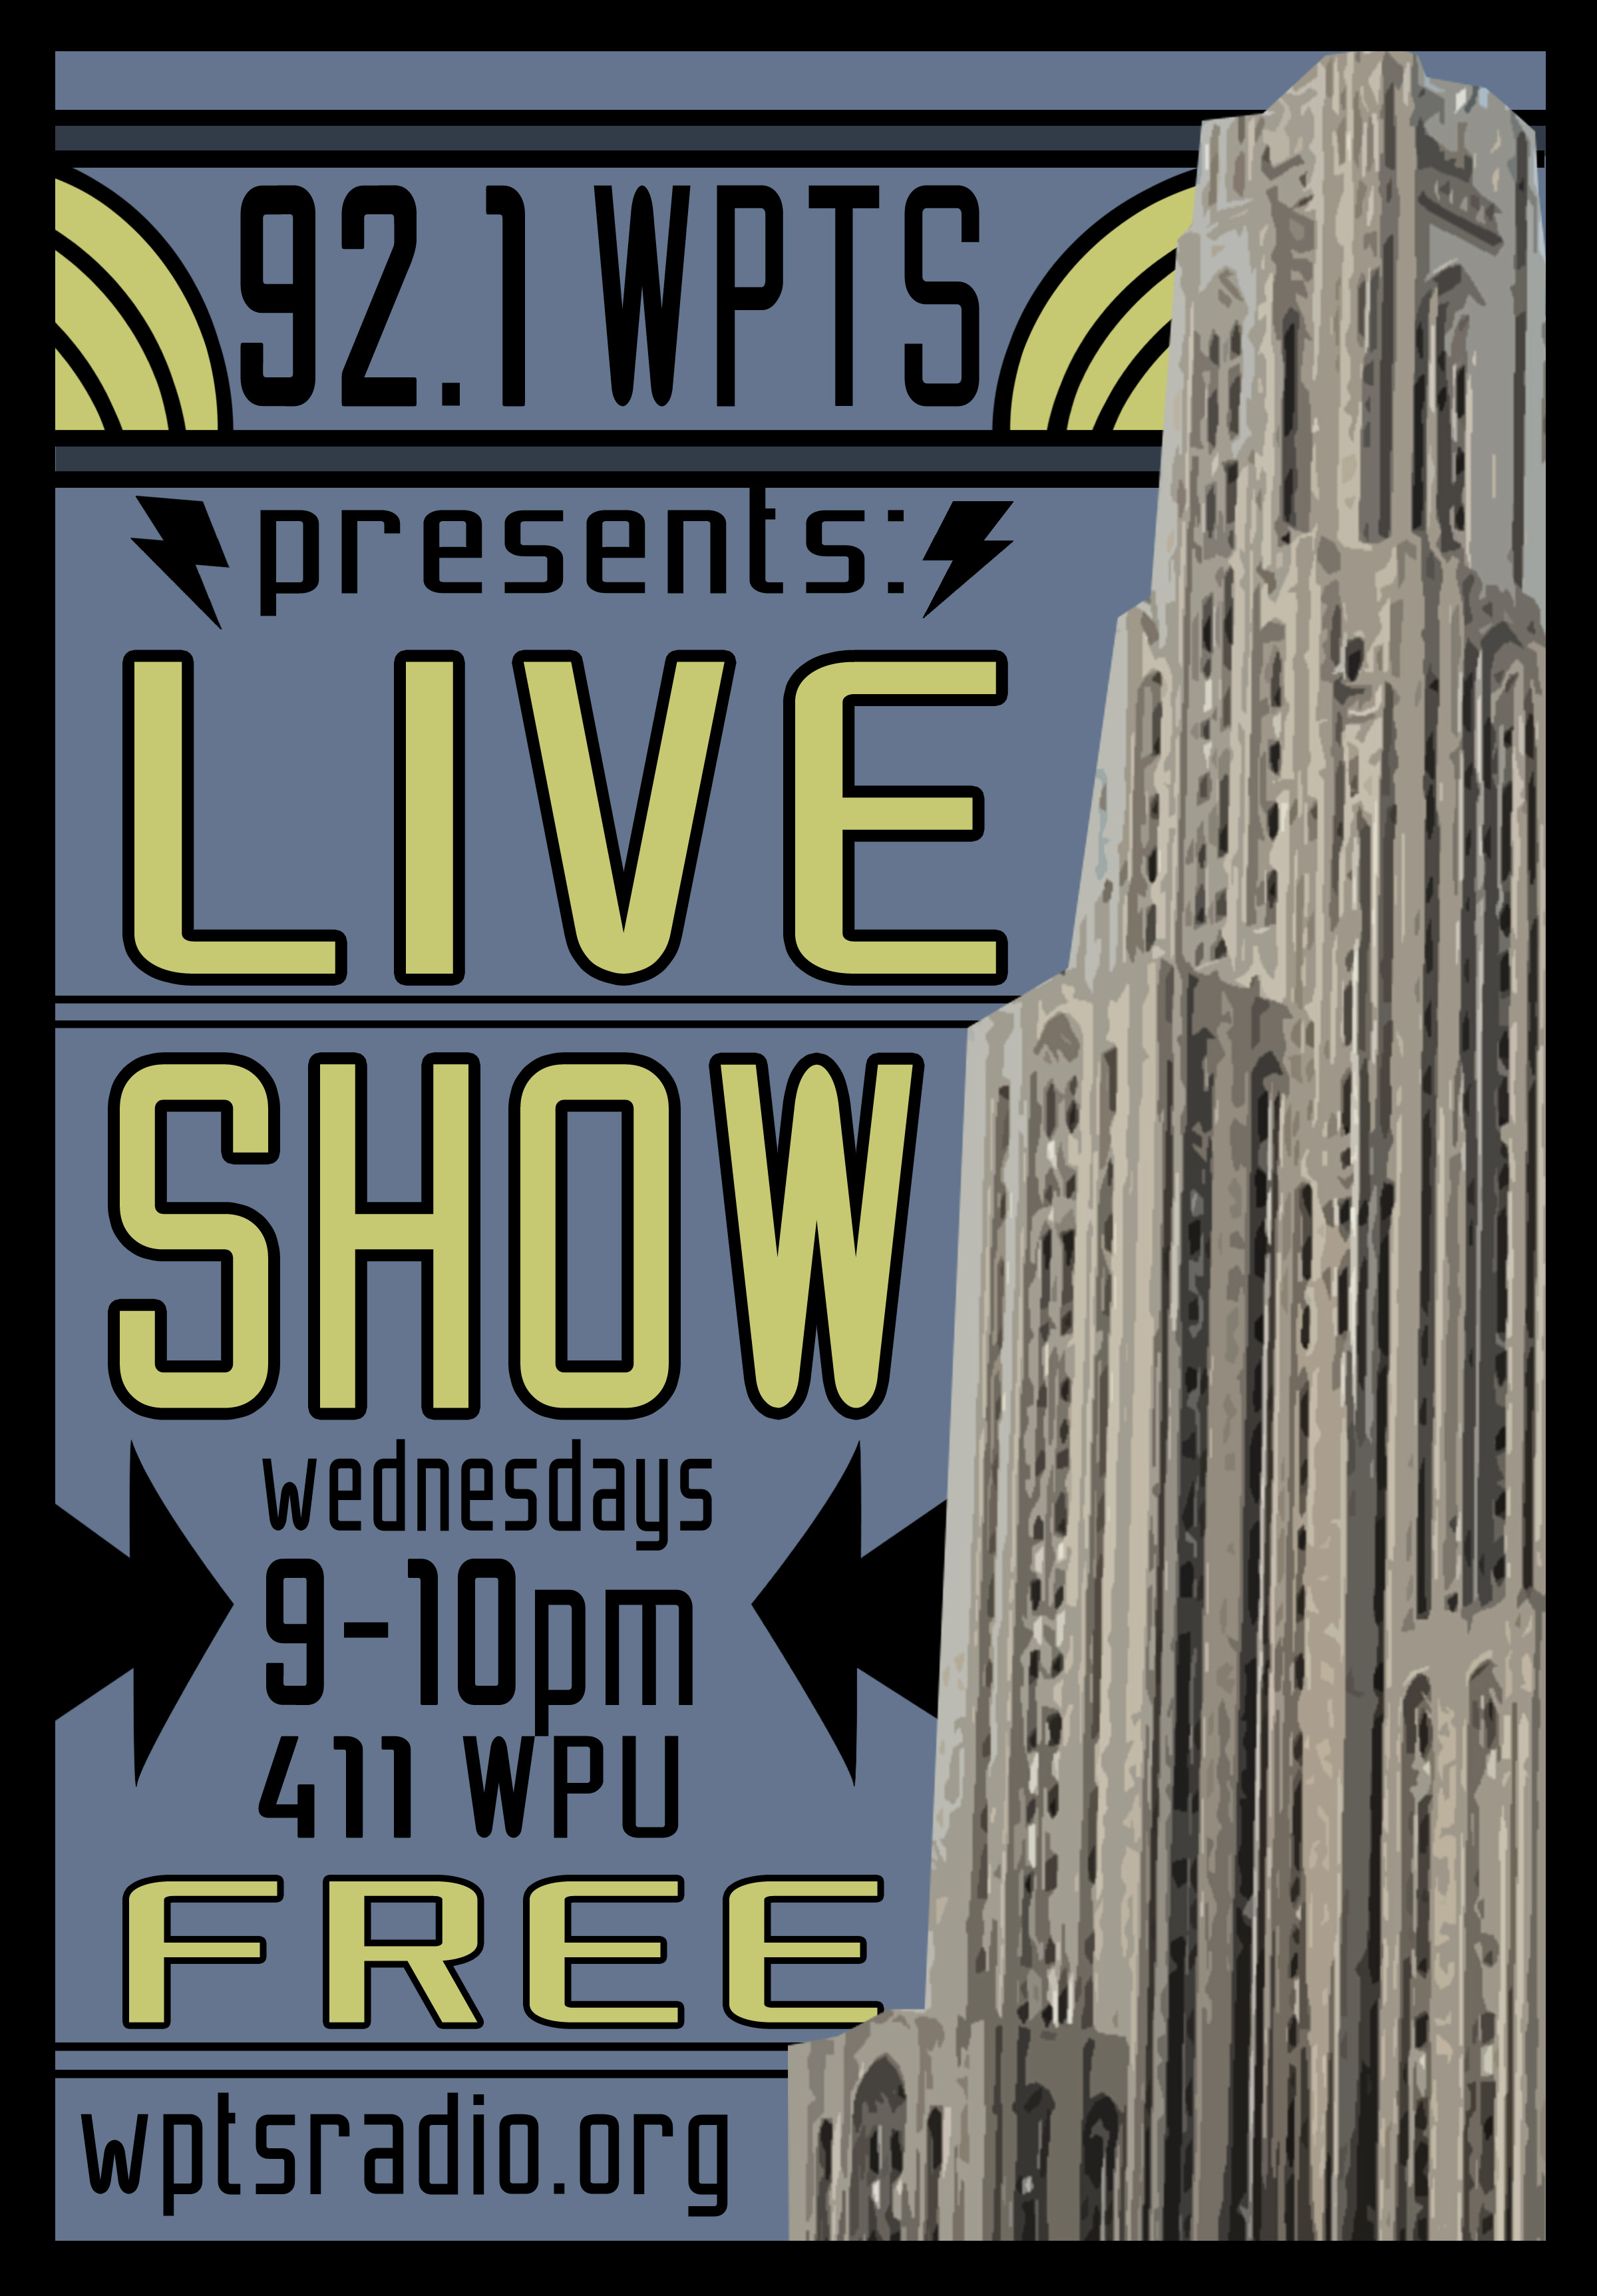 92.1 WPTS
presents:
LIVE
SHOW
wednesdays
9-10pm
411 WPU
FREE
wptsradio.org